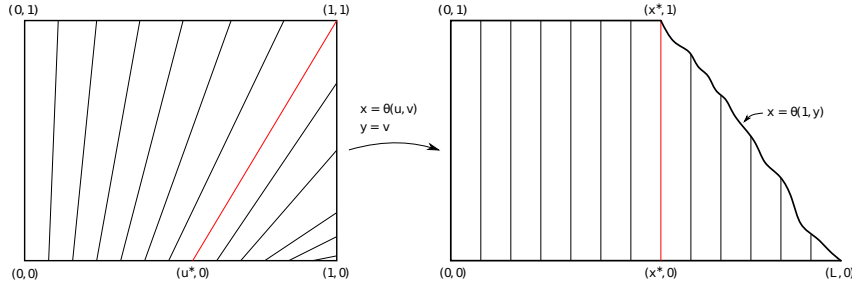 (0, 1)
(1, 1)
(0, 0)
(u*, 0)
(1, 0)
x = θ(u, v)
y = v
(0, 1)
(x*, 1)
x = θ(1, y)
(0, 0)
(x*, 0)
(L, 0)